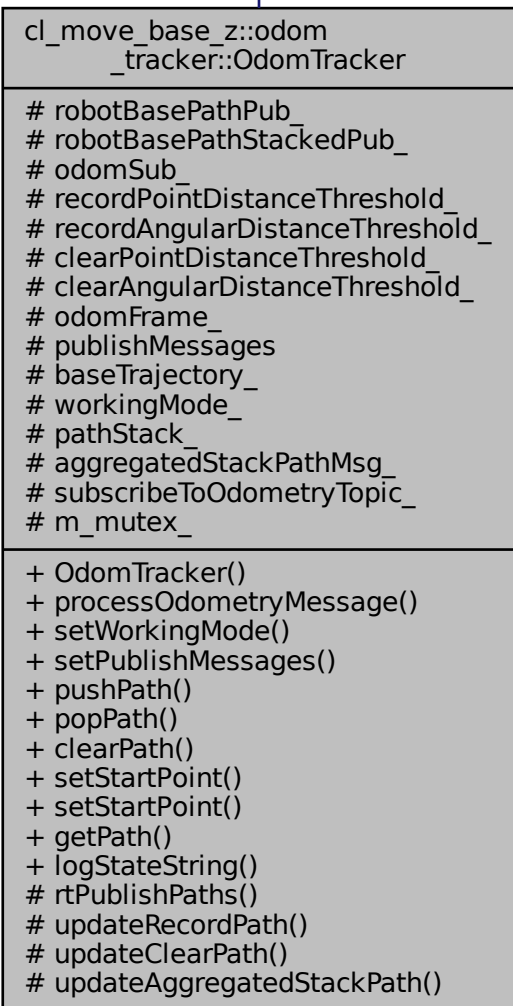 cl_move_base_z::odom
_tracker::OdomTracker
# robotBasePathPub_
# robotBasePathStackedPub_
# odomSub_
# recordPointDistanceThreshold_
# recordAngularDistanceThreshold_
# clearPointDistanceThreshold_
# clearAngularDistanceThreshold_
# odomFrame_
# publishMessages
# baseTrajectory_
# workingMode_
# pathStack_
# aggregatedStackPathMsg_
# subscribeToOdometryTopic_
# m_mutex_
+ OdomTracker()
+ processOdometryMessage()
+ setWorkingMode()
+ setPublishMessages()
+ pushPath()
+ popPath()
+ clearPath()
+ setStartPoint()
+ setStartPoint()
+ getPath()
+ logStateString()
# rtPublishPaths()
# updateRecordPath()
# updateClearPath()
# updateAggregatedStackPath()